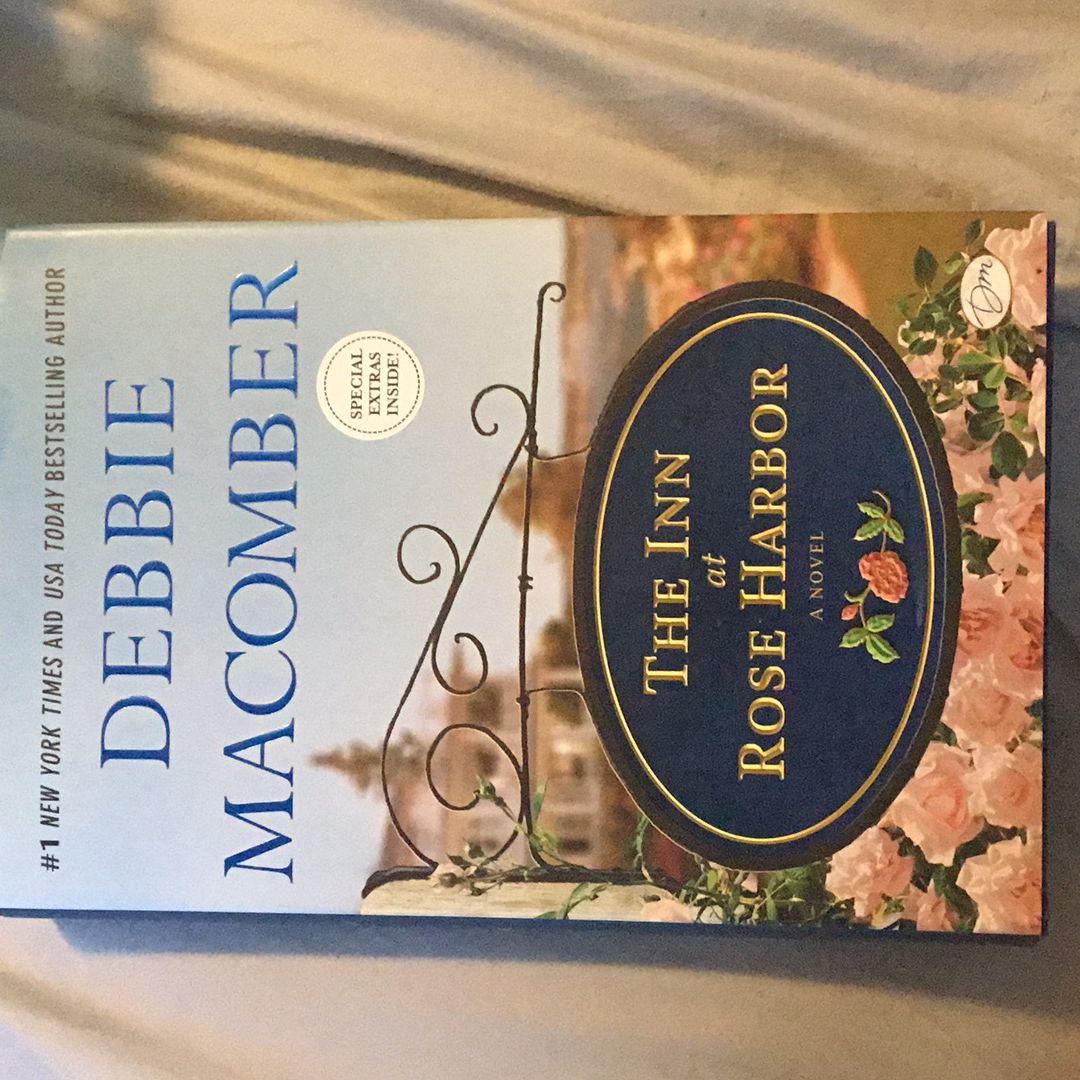 #1 NEW YORK TIMES AND USA TODAY BESTSELLING AUTHOR
DEBBIE
MACOMBER
SPECIAL
EXTRAS
INSIDE!
THE INN
at
ROSE HARBOR
A NOVEL
Dm